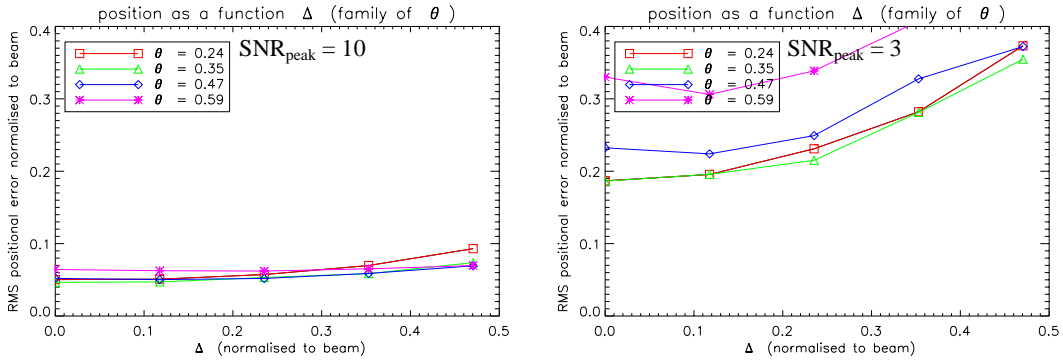 position as a function Δ (family of θ )
RMS positional error normalised to beam
0.4
0.3
0.2
0.1
0.0
θ = 0.24
θ = 0.35
θ = 0.47
θ = 0.59
SNRpeak = 10
0.0 0.1 0.2 0.3 0.4 0.5
Δ (normalised to beam)
position as a function Δ (family of θ )
RMS positional error normalised to beam
0.4
0.3
0.2
0.1
0.0
θ = 0.24
θ = 0.35
θ = 0.47
θ = 0.59
SNRpeak = 3
0.0 0.1 0.2 0.3 0.4 0.5
Δ (normalised to beam)